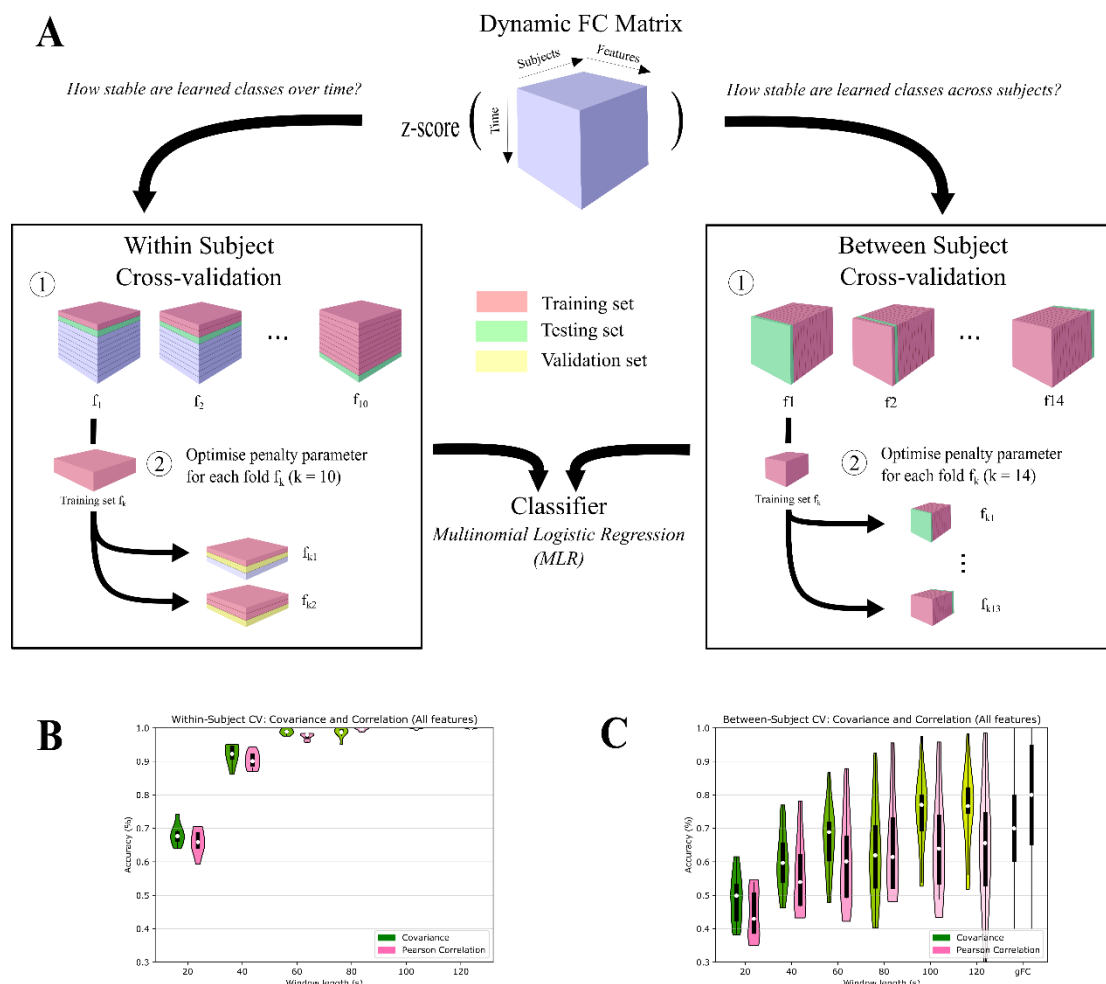 A
Dynamic FC Matrix
Subjects
Features
Time
z-score
How stable are learned classes over time?
How stable are learned classes across subjects?
Within Subject
Cross-validation
1
f1
f2
...
f10
2
Optimise penalty parameter
for each fold fk (k = 10)
Training set fk
fk1
fk2
Training set
Testing set
Validation set
Classifier
Multinomial Logistic Regression
(MLR)
Between Subject
Cross-validation
1
f1
f2
...
f14
2
Optimise penalty parameter
for each fold fk (k = 14)
Training set fk
fk1
...
fk13
B
Within-Subject CV: Covariance and Correlation (All features)
Accuracy (%)
1.0
0.9
0.8
0.7
0.6
0.5
0.4
0.3
20 40 60 80 100 120
Window length (s)
Covariance
Pearson Correlation
C
Between-Subject CV: Covariance and Correlation (All features)
Accuracy (%)
1.0
0.9
0.8
0.7
0.6
0.5
0.4
0.3
20 40 60 80 100 120 gFC
Window length (s)
Covariance
Pearson Correlation